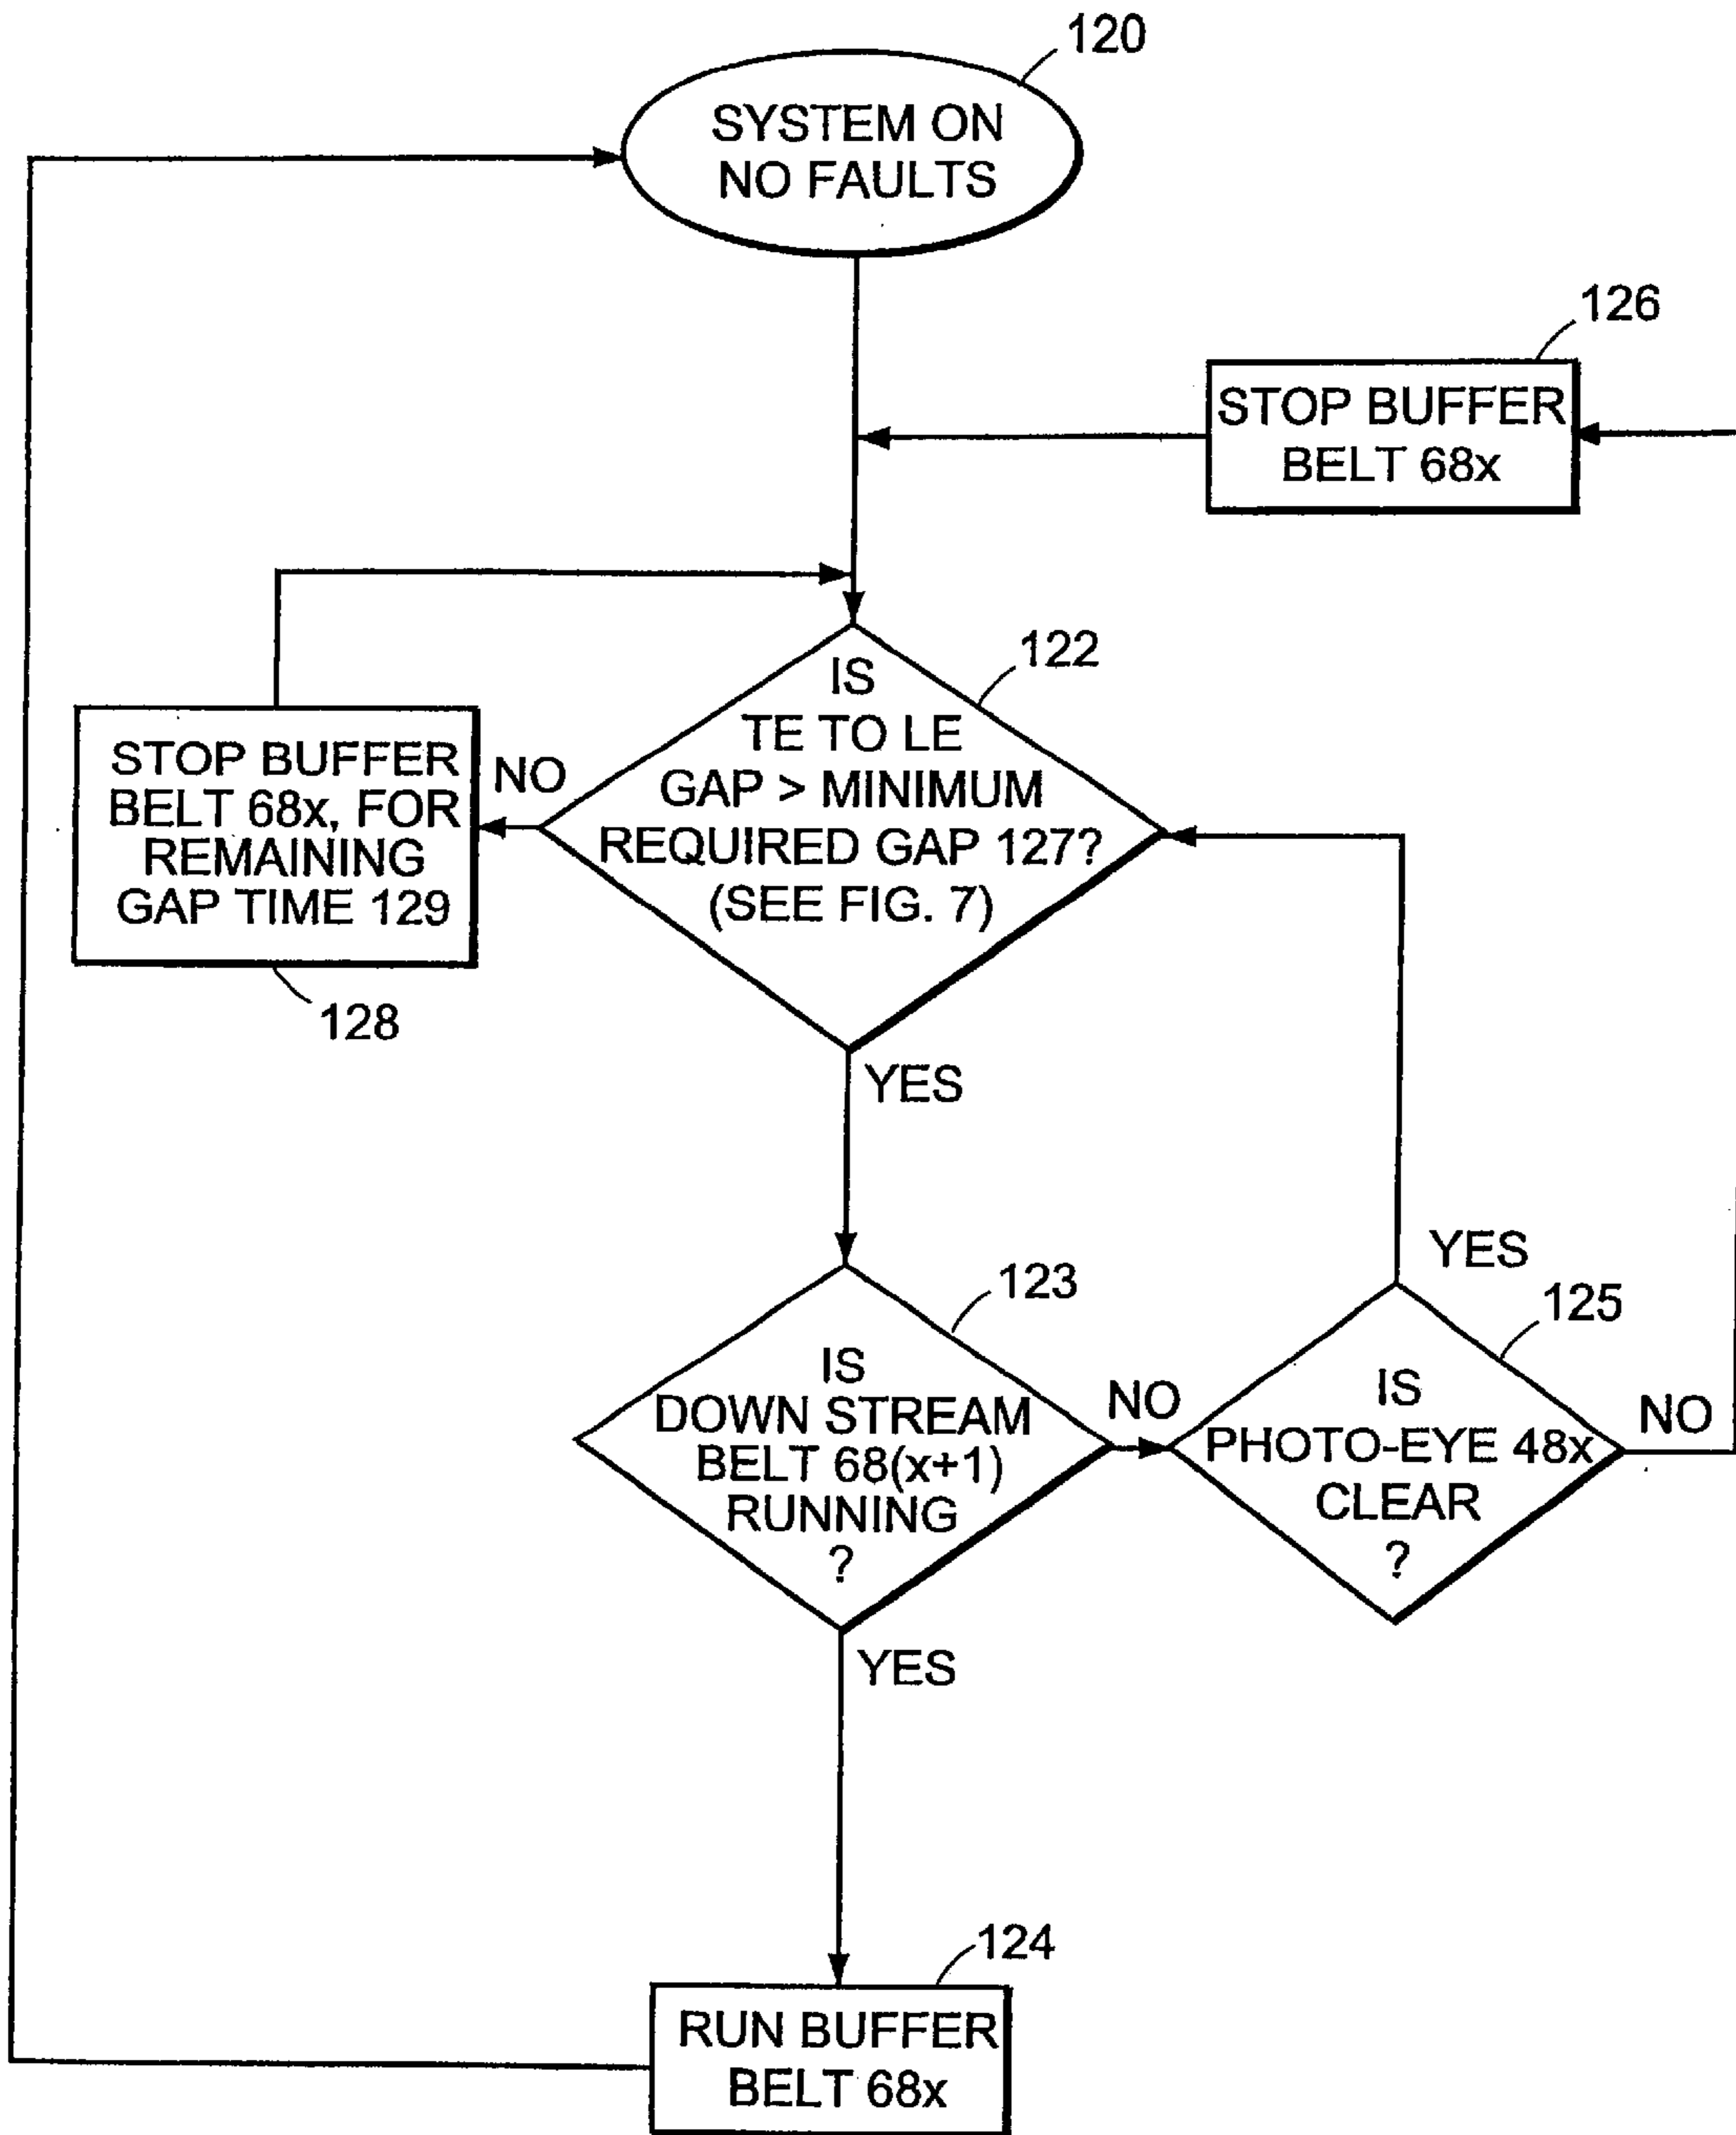 120
SYSTEM ON
NO FAULTS
126
STOP BUFFER
BELT 68x
122
IS
TE TO LE
GAP > MINIMUM
REQUIRED GAP 127?
(SEE FIG. 7)
NO
STOP BUFFER
BELT 68x, FOR
REMAINING
GAP TIME 129
128
YES
123
IS
DOWN STREAM
BELT 68(x+1)
RUNNING
?
NO
YES
125
IS
PHOTO-EYE 48x
CLEAR
?
NO
YES
124
RUN BUFFER
BELT 68x